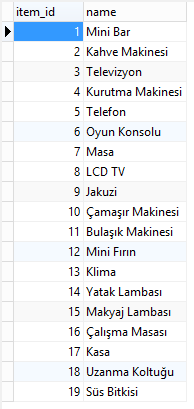 item_id name
1 Mini Bar
2 Kahve Makinesi
3 Televizyon
4 Kurutma Makinesi
5 Telefon
6 Oyun Konsolu
7 Masa
8 LCD TV
9 Jakuzi
10 Çamaşır Makinesi
11 Bulaşık Makinesi
12 Mini Fırın
13 Klima
14 Yatak Lambası
15 Makyaj Lambası
16 Çalışma Masası
17 Kasa
18 Uzanma Koltuğu
19 Süs Bitkisi